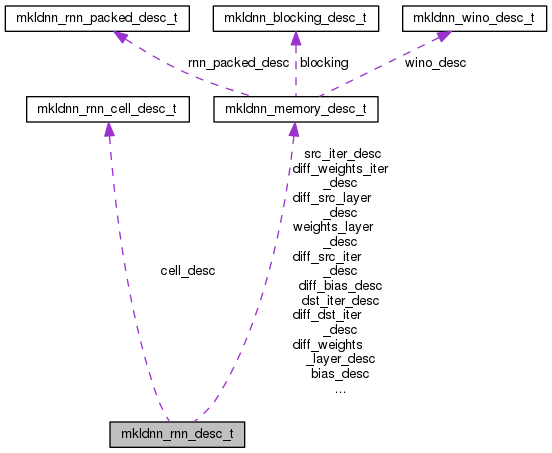 mkldnn_rnn_packed_desc_t
mkldnn_blocking_desc_t
mkldnn_wino_desc_t
rnn_packed_desc
blocking
wino_desc
mkldnn_rnn_cell_desc_t
mkldnn_memory_desc_t
src_iter_desc
diff_weights_iter
_desc
diff_src_layer
_desc
weights_layer
_desc
diff_src_iter
_desc
diff_bias_desc
dst_iter_desc
diff_dst_iter
_desc
diff_weights
_layer_desc
bias_desc
...
cell_desc
mkldnn_rnn_desc_t